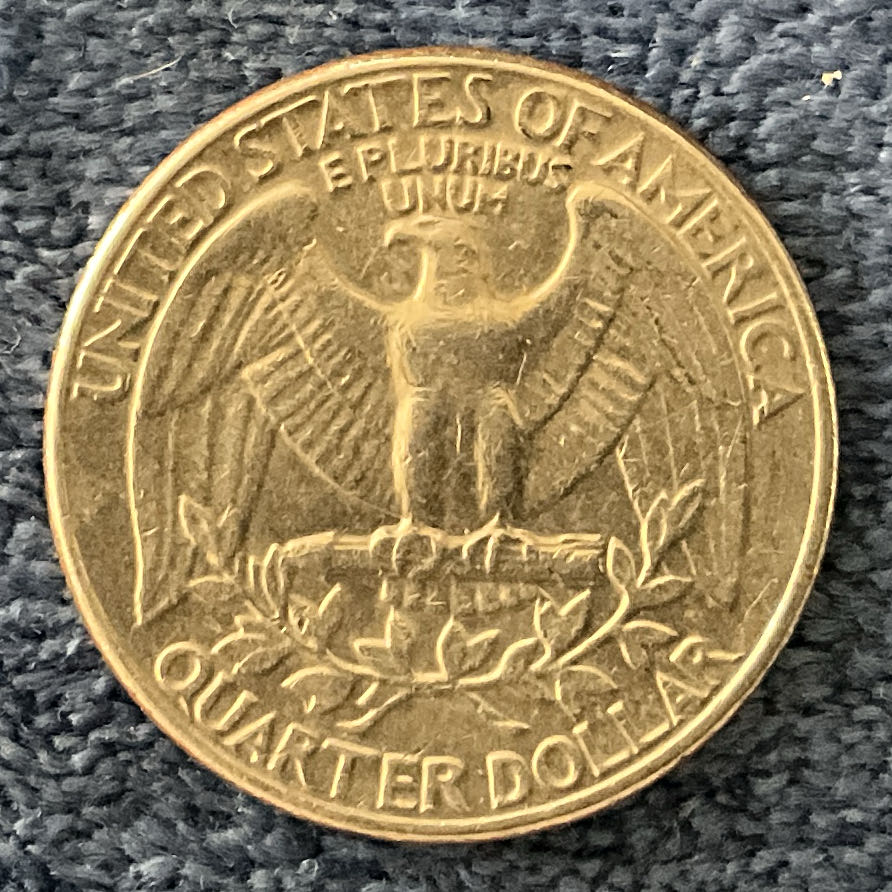 UNITED STATES OF AMERICA
E PLURIBUS
UNUM
QUARTER DOLLAR